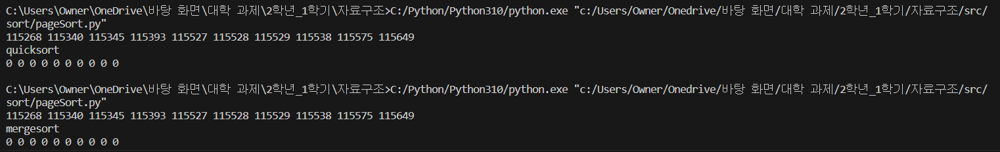 C:\Users\Owner\OneDrive\바탕 화면\대학 과제\2학년_1학기\자료구조>C:/Python/Python310/python.exe "c:/Users/Owner/Onedrive/바탕 화면/대학 과제/2학년_1학기/자료구조/src/
sort/pageSort.py"
115268 115340 115345 115393 115527 115528 115529 115538 115575 115649
quicksort
0 0 0 0 0 0 0 0 0 0
C:\Users\Owner\OneDrive\바탕 화면\대학 과제\2학년_1학기\자료구조>C:/Python/Python310/python.exe "c:/Users/Owner/Onedrive/바탕 화면/대학 과제/2학년_1학기/자료구조/src/
sort/pageSort.py"
115268 115340 115345 115393 115527 115528 115529 115538 115575 115649
mergesort
0 0 0 0 0 0 0 0 0 0